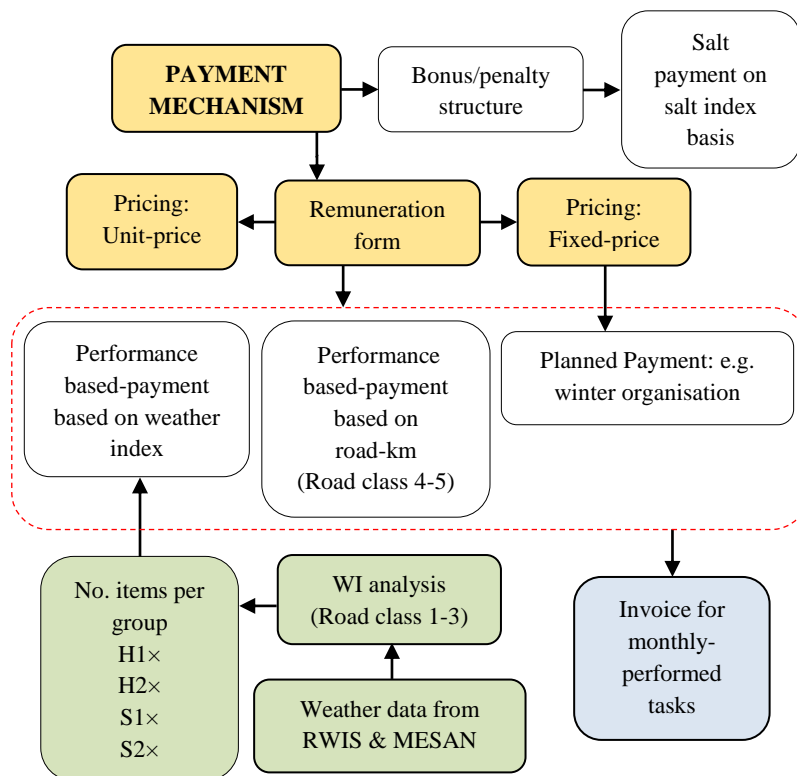 PAYMENT
MECHANISM
Bonus/penalty
structure
Salt
payment on
salt index
basis
Pricing:
Unit-price
Remuneration
form
Pricing:
Fixed-price
Performance
based-payment
based on weather
index
Performance
based-payment
based on
road-km
(Road class 4-5)
Planned Payment: e.g.
winter organisation
No. items per
group
H1×
H2×
S1×
S2×
WI analysis
(Road class 1-3)
Weather data from
RWIS & MESAN
Invoice for
monthly-
performed
tasks